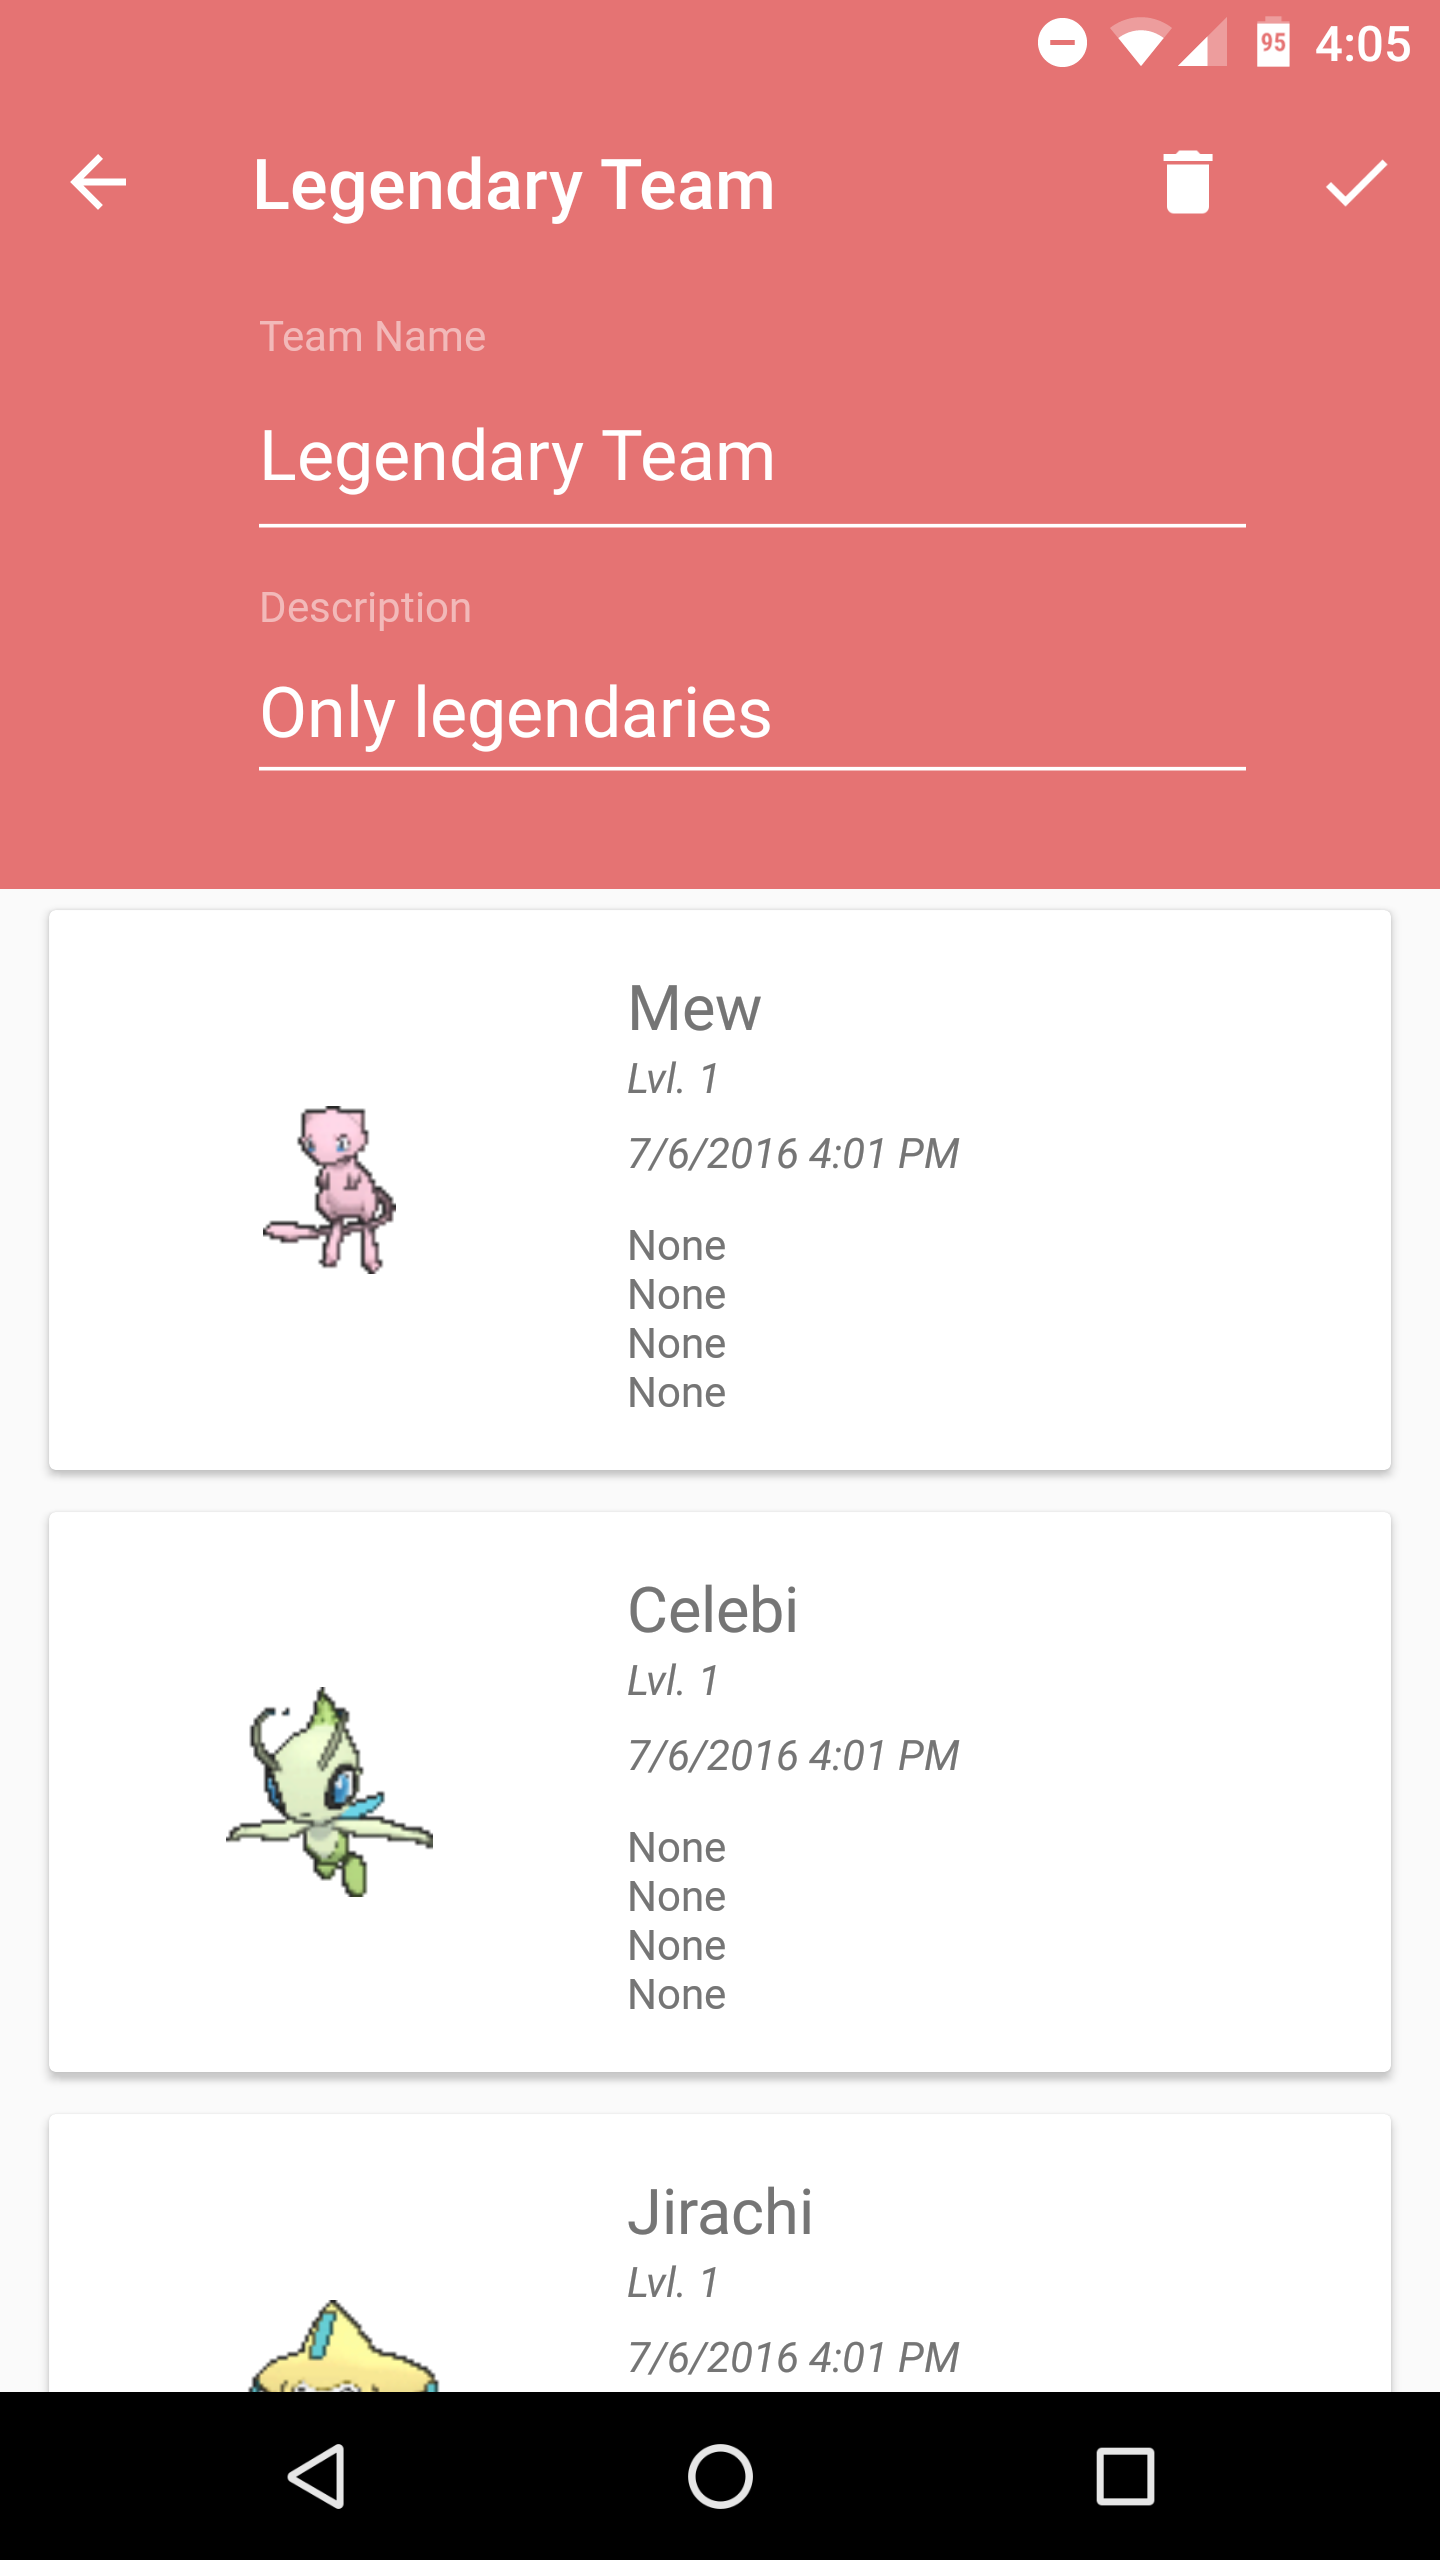 95 4:05
Legendary Team
Team Name
Legendary Team
Description
Only legendaries
Mew
Lvl. 1
7/6/2016 4:01 PM
None
None
None
None
Celebi
Lvl. 1
7/6/2016 4:01 PM
None
None
None
None
Jirachi
Lvl. 1
7/6/2016 4:01 PM